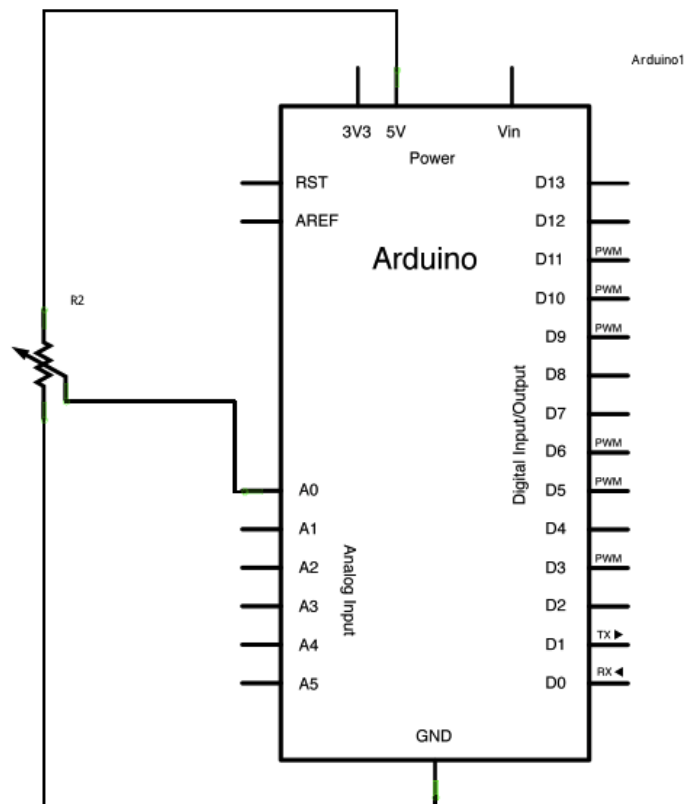 Arduino1
3V3 5V Vin
Power
RST D13
AREF D12
Arduino
D11 PWM
R2
D10 PWM
D9 PWM
D8
Digital Input/Output
D7
D6 PWM
A0 D5 PWM
A1 D4
Analog Input
A2 D3 PWM
A3 D2
A4 D1 TX
A5 D0 RX
GND